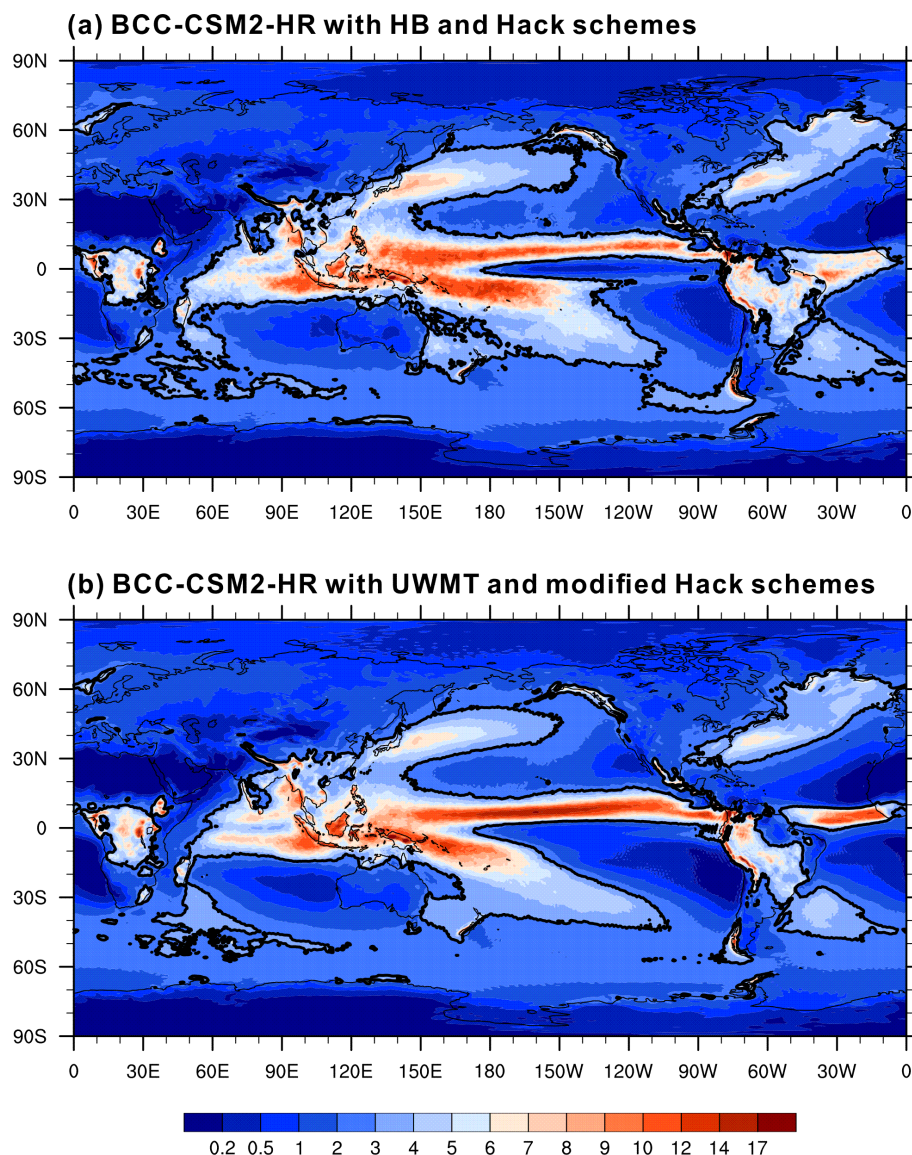 (a) BCC-CSM2-HR with HB and Hack schemes
90N
60N
30N
0
30S
60S
90S
0 30E 60E 90E 120E 150E 180 150W 120W 90W 60W 30W 0
(b) BCC-CSM2-HR with UWMT and modified Hack schemes
90N
60N
30N
0
30S
60S
90S
0 30E 60E 90E 120E 150E 180 150W 120W 90W 60W 30W 0
0.2 0.5 1 2 3 4 5 6 7 8 9 10 12 14 17